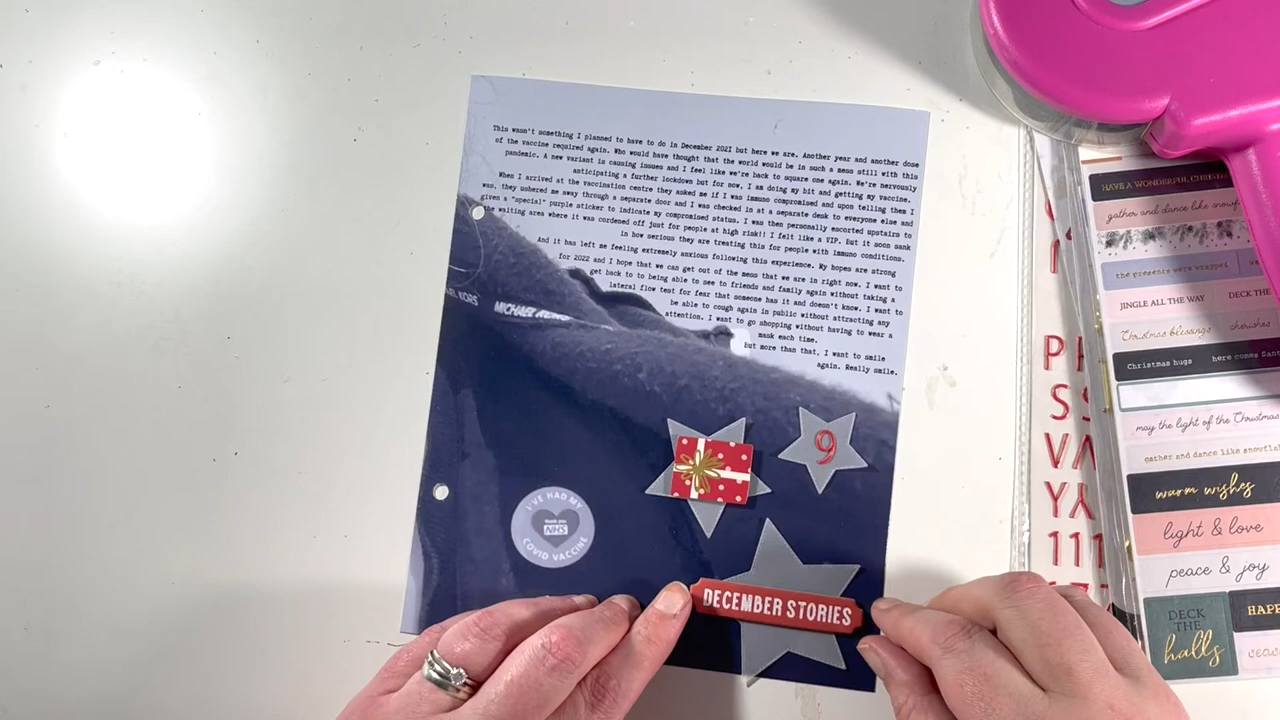 This wasn't something I planned to have to do in December 2021 but here we are. Another year and another dose
of the vaccine required again. Who would have thought that the world would be in such a mess still with this
pandemic. A new variant is causing issues and I feel like we're back to square one again. We're nervously
anticipating a further lockdown but for now, I am doing my bit and getting my vaccine.
When I arrived at the vaccination centre they asked me if I was immuno compromised and upon telling them I
was, they ushered me away through a separate door and I was checked in at a separate desk to everyone else and
given a "special" purple sticker to indicate my compromised status. I was then personally escorted upstairs to
the waiting area where it was cordened off just for people at high risk!! I felt like a VIP. But it soon sank
in how serious they are treating this for people with immuno conditions.
And it has left me feeling extremely anxious following this experience. My hopes are strong
for 2022 and I hope that we can get out of the mess that we are in right now. I want to
get back to to being able to see to friends and family again without taking a
lateral flow test for fear that someone has it and doesn't know. I want to
be able to cough again in public without attracting any
attention. I want to go shopping without having to wear a
mask each time.
But more than that, I want to smile
again. Really smile.
KORS
MICHAEL KORS
9
I'VE HAD MY
thank you
NHS
COVID VACCINE
DECEMBER STORIES
HAVE A WONDERFUL CHRISTM
gather and dance like snowf
the presents were wrapped
JINGLE ALL THE WAY
DECK THE
Christmas blessings
cherishes
Christmas hugs
here comes Sant
may the light of the Christmas
gather and dance like snowflak
warm wishes
light & love
peace & joy
DECK
THE
halls
HAPP
P
S
V
Y
111